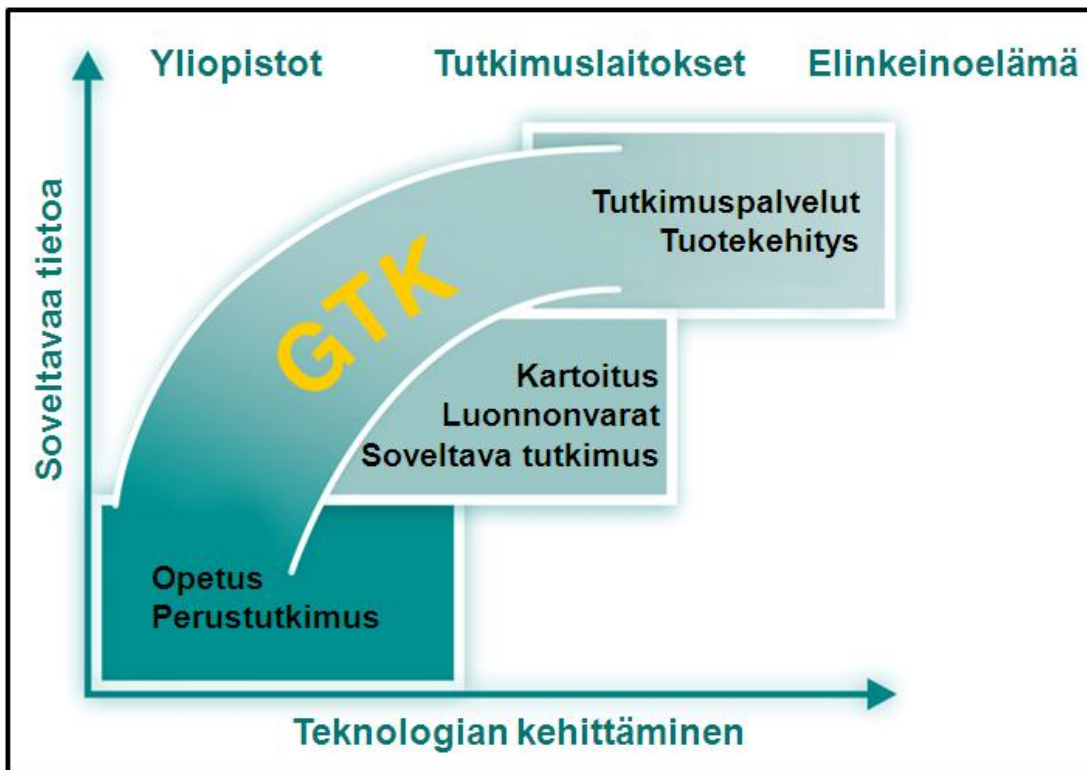 Yliopistot Tutkimuslaitokset Elinkeinoelämä
Soveltavaa tietoa
GTK
Tutkimuspalvelut
Tuotekehitys
Kartoitus
Luonnonvarat
Soveltava tutkimus
Opetus
Perustutkimus
Teknologian kehittäminen